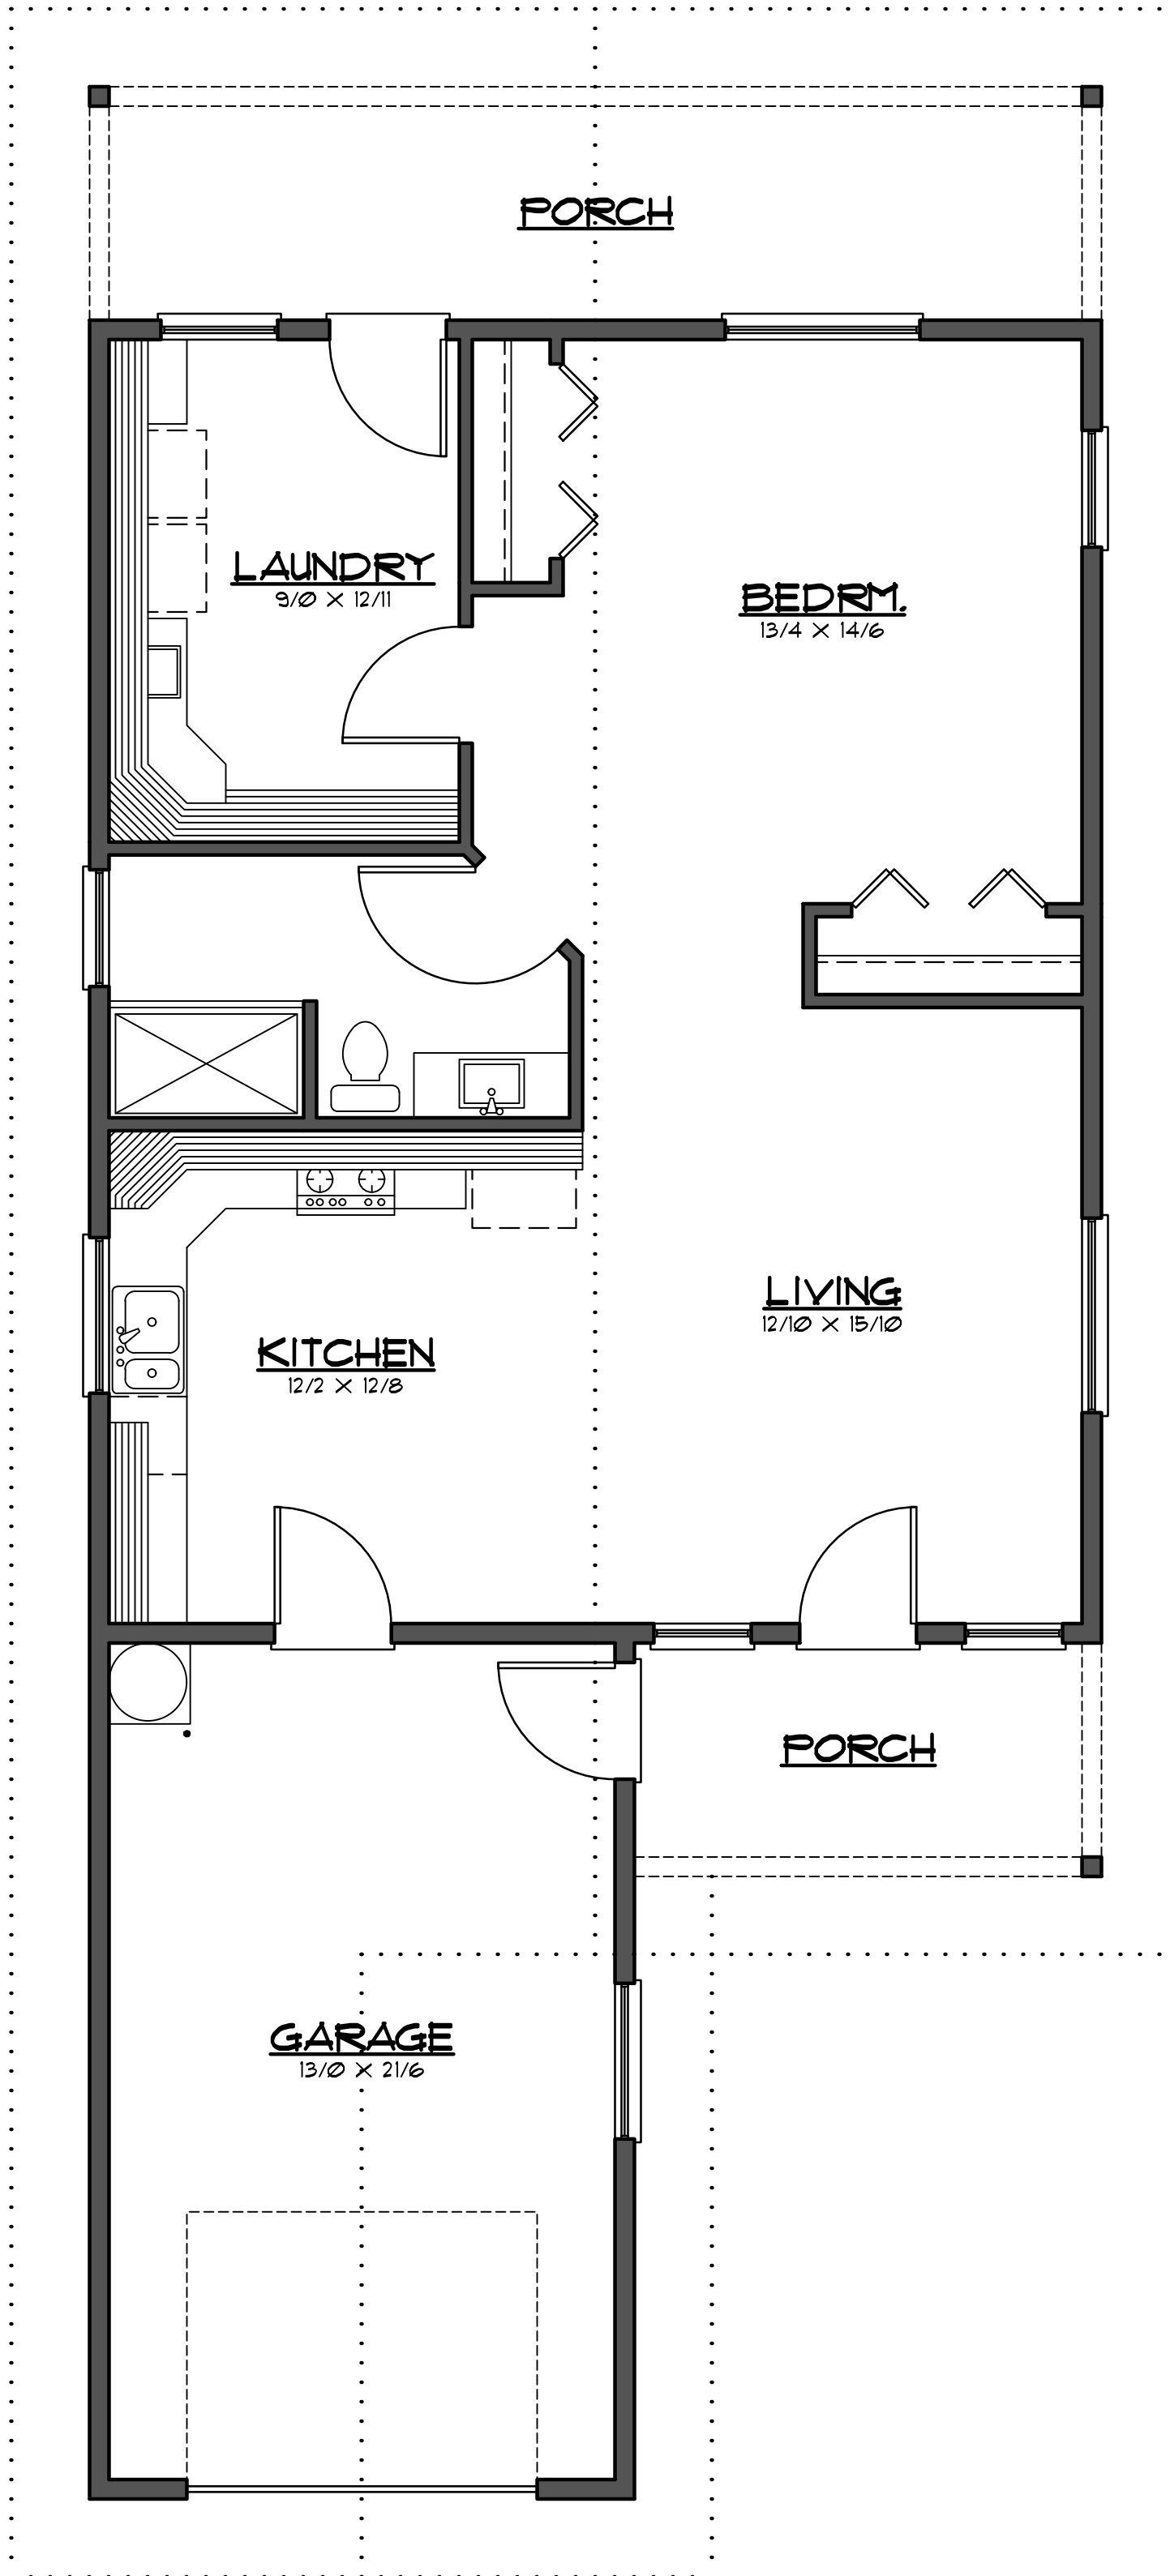 PORCH
LAUNDRY
9/0 X 12/11
BEDRM.
13/4 X 14/6
LIVING
12/10 X 15/10
KITCHEN
12/2 X 12/8
PORCH
GARAGE
13/0 X 21/6